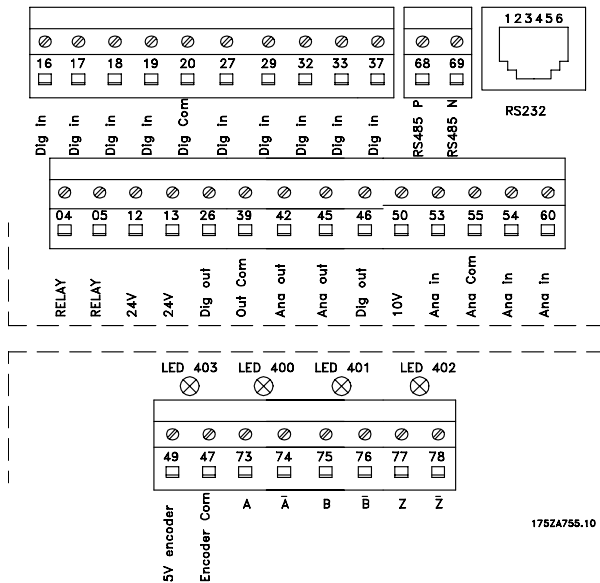 123456
16 17 18 19 20 27 29 32 33 37 68 69
Dig in Dig in Dig in Dig in Dig Com Dig in Dig in Dig in Dig in Dig in RS485 P RS485 N
RS232
04 05 12 13 26 39 42 45 46 50 53 55 54 60
RELAY RELAY 24V 24V Dig out Out Com Ana out Ana out Dig out 10V Ana in Ana Com Ana in Ana in
LED 403 LED 400 LED 401 LED 402
49 47 73 74 75 76 77 78
5V encoder Encoder Com A A̅ B B̅ Z Z̅
175ZA755.10